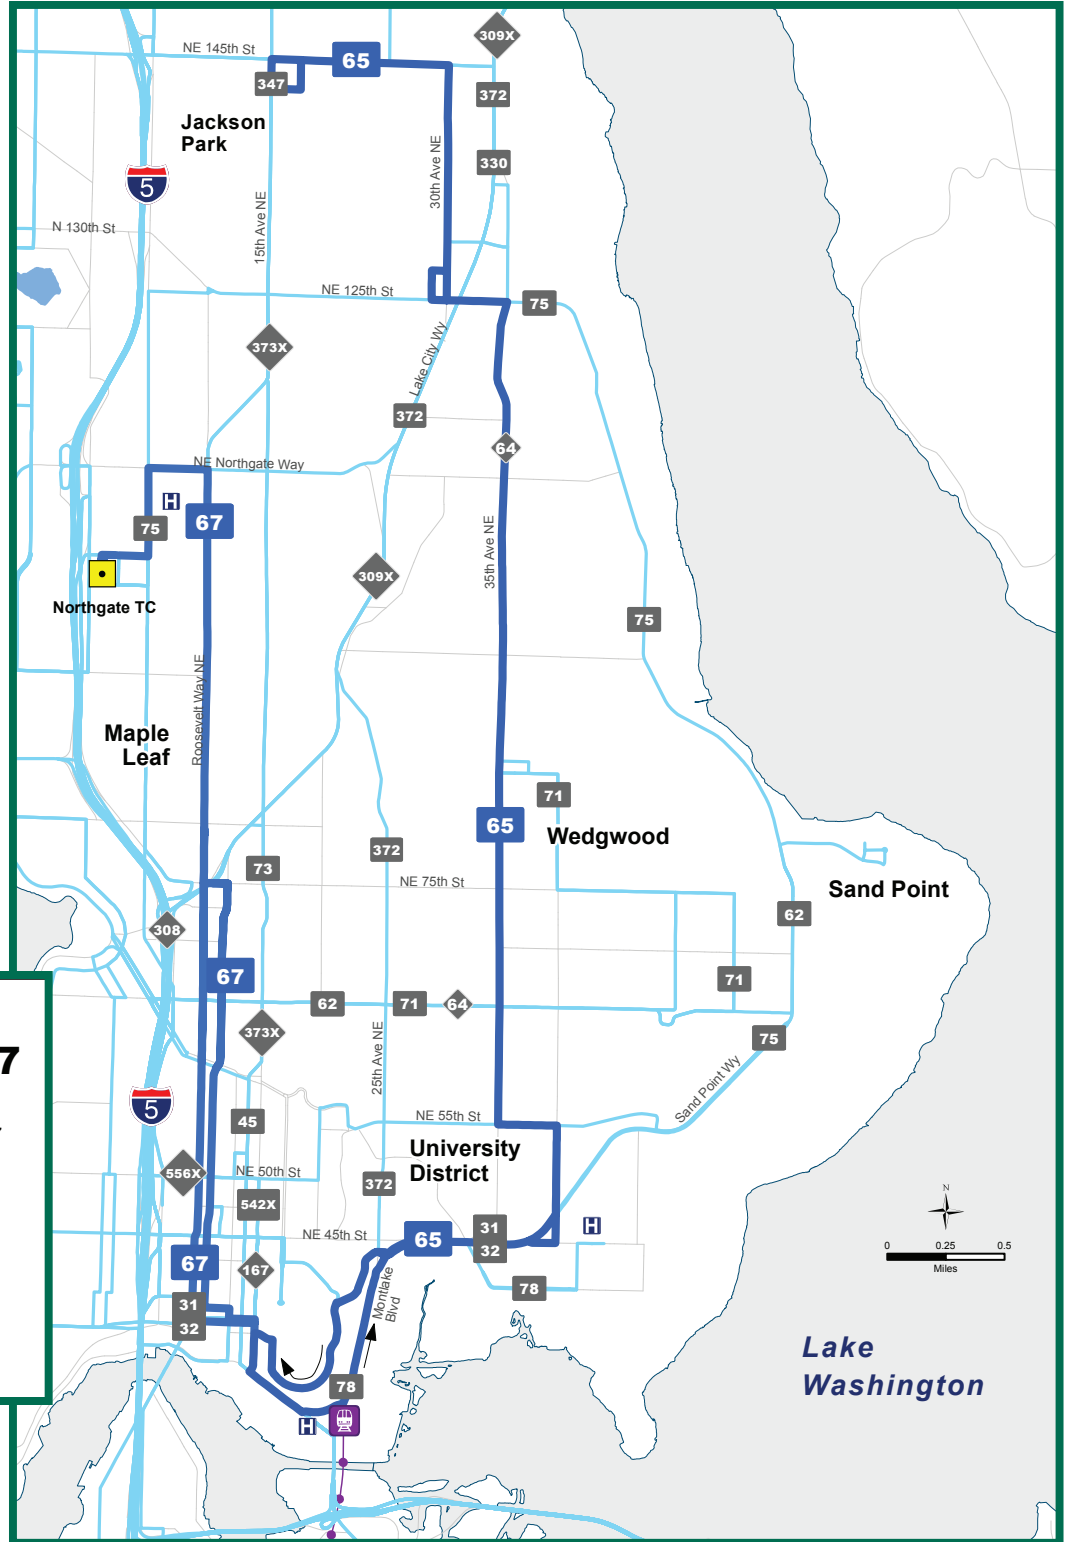 309X
NE 145th St
65
347
372
Jackson
Park
330
30th Ave NE
5
15th Ave NE
N 130th St
NE 125th St
75
373X
Lake City Wy
372
64
NE Northgate Way
H
67
75
35th Ave NE
309X
Northgate TC
75
Roosevelt Way NE
Maple
Leaf
71
65
Wedgwood
372
73
NE 75th St
Sand Point
62
308
67
71
62
71
64
373X
75
7
25th Ave NE
Sand Point Wy
5
45
NE 55th St
University
District
556X
NE 50th St
372
542X
N
31
H
NE 45th St
65
32
0
0.25
0.5
Miles
67
167
78
31
32
Montlake
Blvd
Lake
Washington
78
H